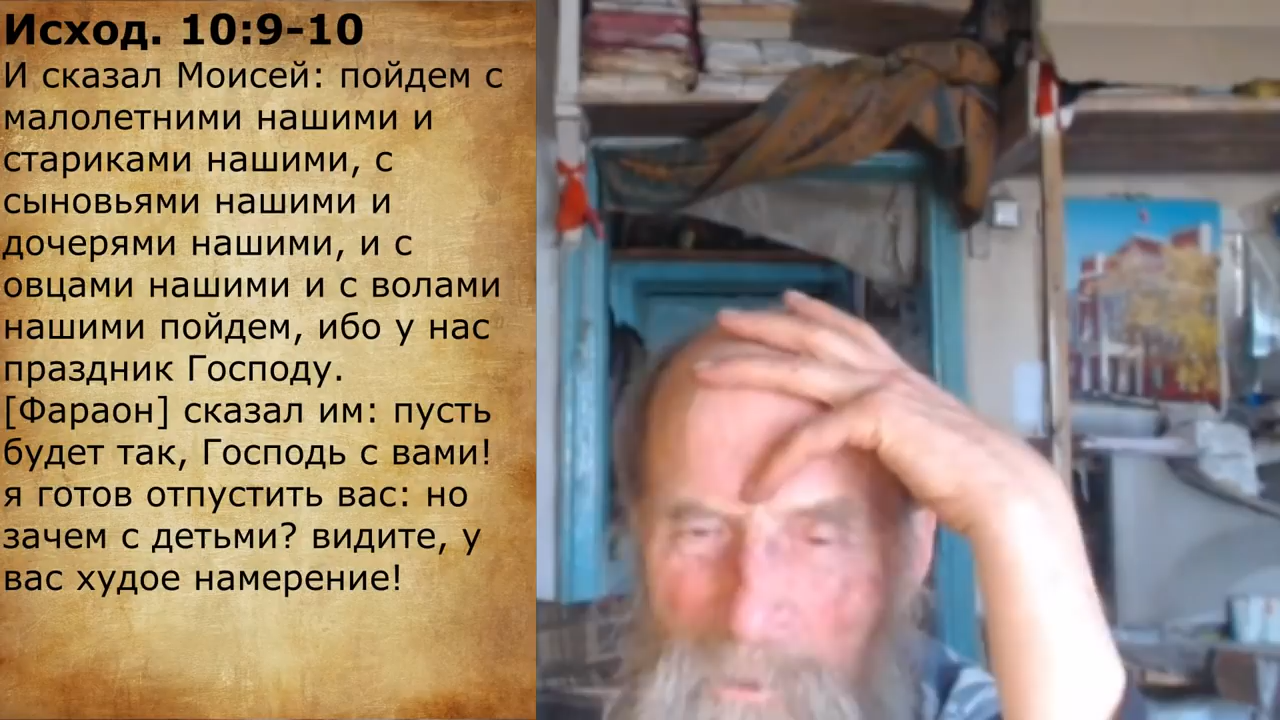 Исход. 10:9-10
И сказал Моисей: пойдем с
малолетними нашими и
стариками нашими, с
сыновьями нашими и
дочерями нашими, и с
овцами нашими и с волами
нашими пойдем, ибо у нас
праздник Господу.
[Фараон] сказал им: пусть
будет так, Господь с вами!
я готов отпустить вас: но
зачем с детьми? видите, у
вас худое намерение!